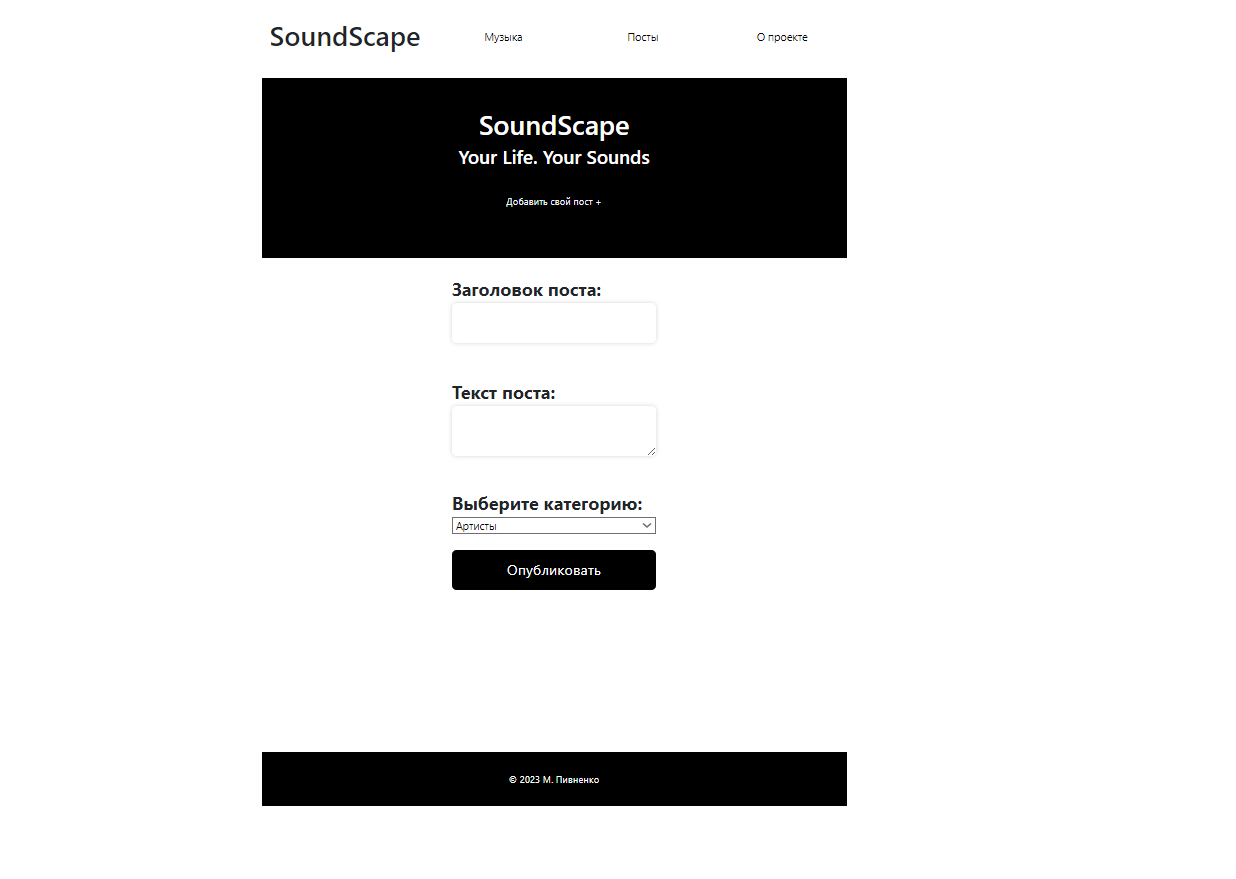 SoundScape
Музыка
Посты
О проекте
SoundScape
Your Life. Your Sounds
Добавить свой пост +
Заголовок поста:
Текст поста:
Выберите категорию:
Артисты
Опубликовать
© 2023 М. Пивненко